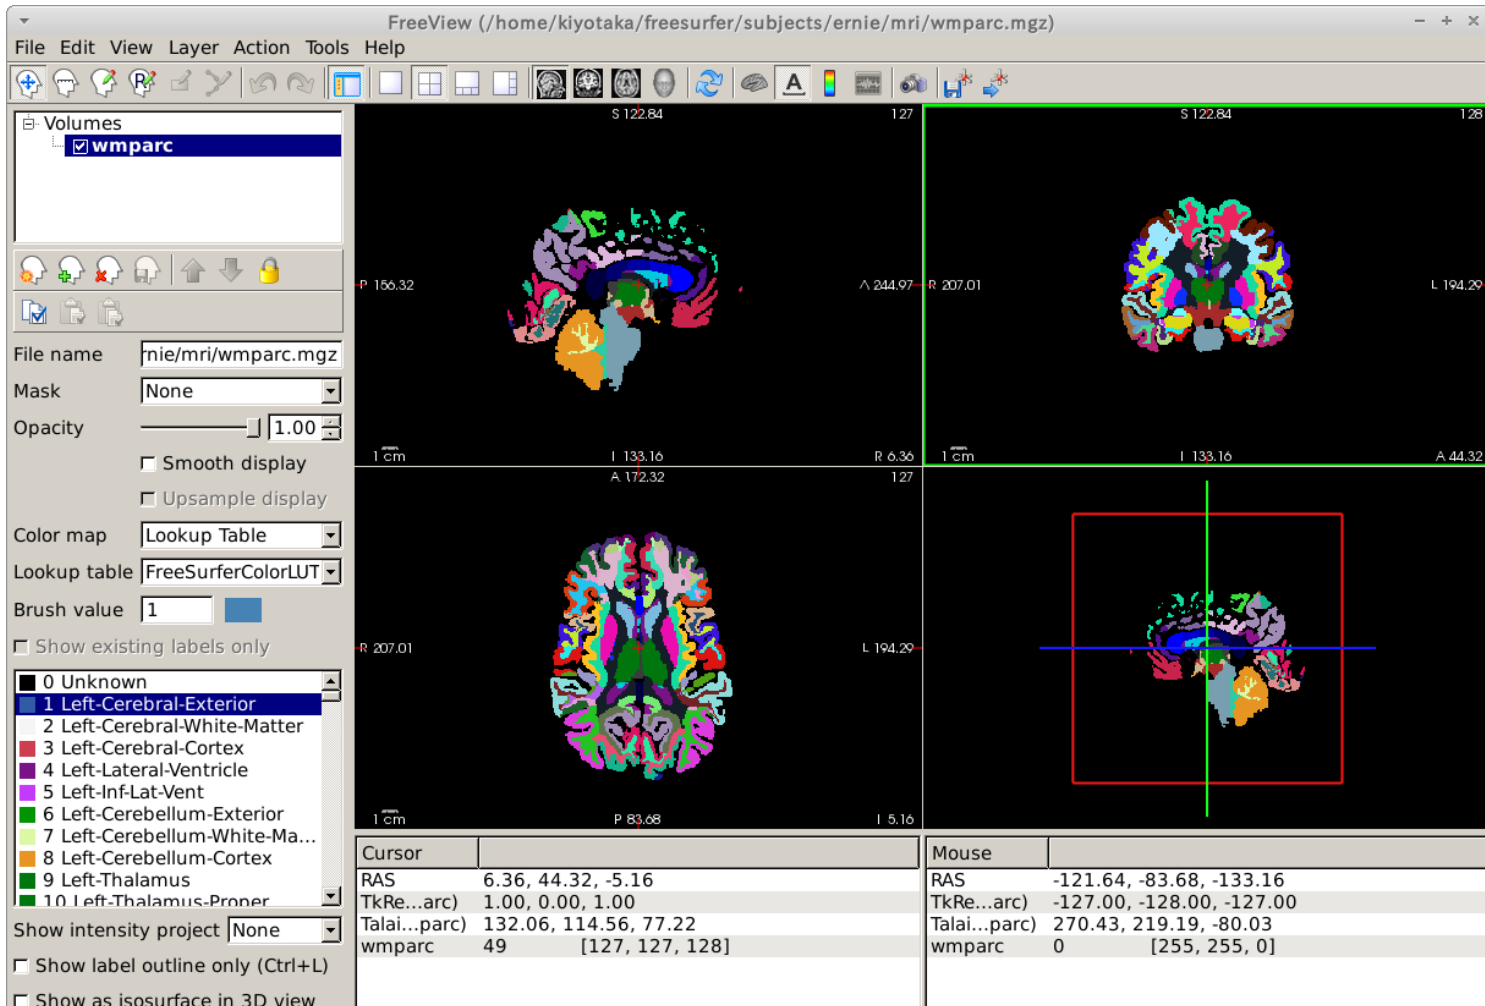 FreeView (/home/kiyotaka/freesurfer/subjects/ernie/mri/wmparc.mgz)
File Edit View Layer Action Tools Help
Volumes
wmparc
File name rnie/mri/wmparc.mgz
Mask None
Opacity 1.00
Smooth display
Upsample display
Color map Lookup Table
Lookup table FreeSurferColorLUT
Brush value 1
Show existing labels only
0 Unknown
1 Left-Cerebral-Exterior
2 Left-Cerebral-White-Matter
3 Left-Cerebral-Cortex
4 Left-Lateral-Ventricle
5 Left-Inf-Lat-Vent
6 Left-Cerebellum-Exterior
7 Left-Cerebellum-White-Ma...
8 Left-Cerebellum-Cortex
9 Left-Thalamus
10 Left-Thalamus-Proper
Show intensity project None
Show label outline only (Ctrl+L)
Show as isosurface in 3D view
S 122.84 127
P 156.32 A 244.97
1 cm I 133.16 R 6.36
S 122.84 128
R 207.01 L 194.29
1 cm I 133.16 A 44.32
A 172.32 127
R 207.01 L 194.29
1 cm P 83.68 I 5.16
Cursor
RAS 6.36, 44.32, -5.16
TkRe...arc) 1.00, 0.00, 1.00
Talai...parc) 132.06, 114.56, 77.22
wmparc 49 [127, 127, 128]
Mouse
RAS -121.64, -83.68, -133.16
TkRe...arc) -127.00, -128.00, -127.00
Talai...parc) 270.43, 219.19, -80.03
wmparc 0 [255, 255, 0]